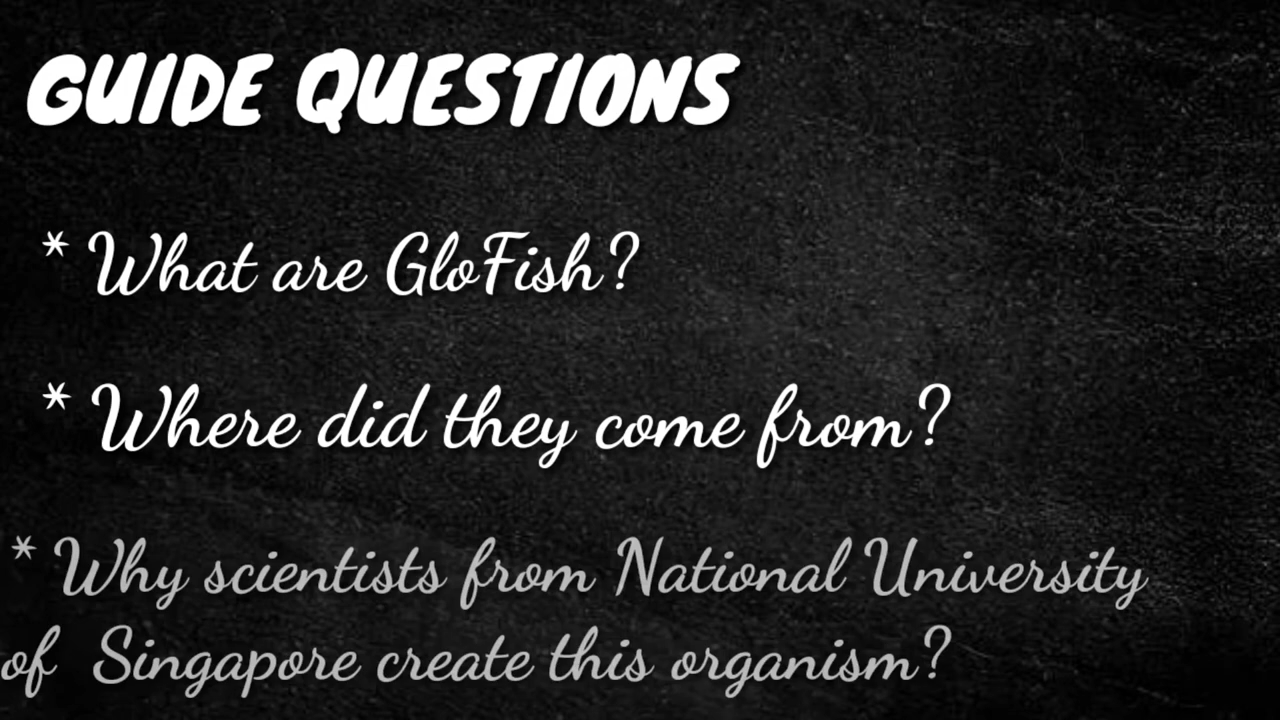 GUIDE QUESTIONS
* What are GloFish?
* Where did they come from?
* Why scientists from National University
of Singapore create this organism?